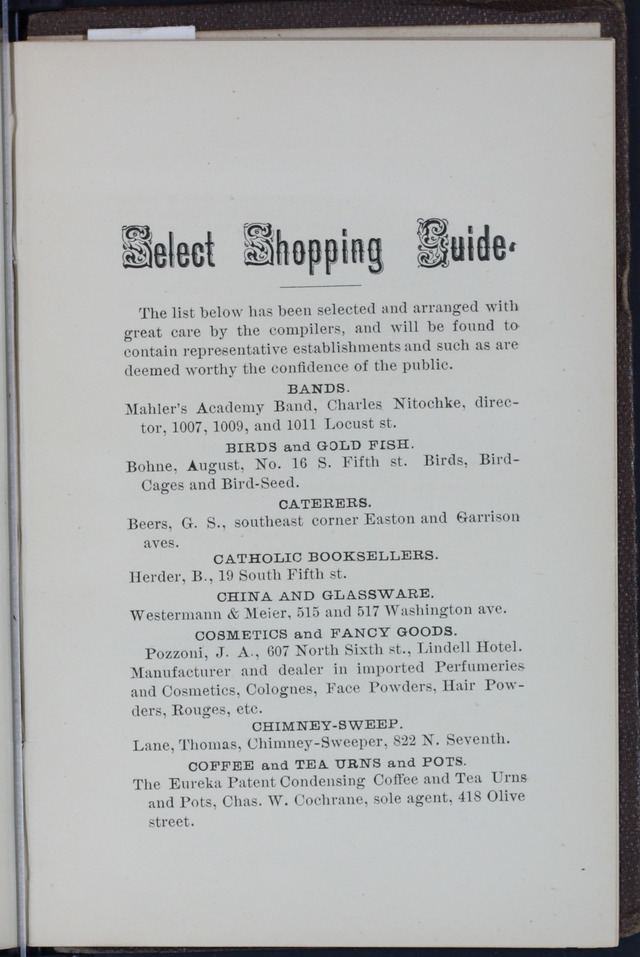 Select Shopping Guide.
The list below has been selected and arranged with
great care by the compilers, and will be found to
contain representative establishments and such as are
deemed worthy the confidence of the public.
BANDS.
Mahler's Academy Band, Charles Nitochke, direc-
tor, 1007, 1009, and 1011 Locust st.
BIRDS and GOLD FISH.
Bohne, August, No. 16 S. Fifth st. Birds, Bird-
Cages and Bird-Seed.
CATERERS.
Beers, G. S., southeast corner Easton and Garrison
aves.
CATHOLIC BOOKSELLERS.
Herder, B., 19 South Fifth st.
CHINA AND GLASSWARE.
Westermann & Meier, 515 and 517 Washington ave.
COSMETICS and FANCY GOODS.
Pozzoni, J. A., 607 North Sixth st., Lindell Hotel.
Manufacturer and dealer in imported Perfumeries
and Cosmetics, Colognes, Face Powders, Hair Pow-
ders, Rouges, etc.
CHIMNEY-SWEEP.
Lane, Thomas, Chimney-Sweeper, 822 N. Seventh.
COFFEE and TEA URNS and POTS.
The Eureka Patent Condensing Coffee and Tea Urns
and Pots, Chas. W. Cochrane, sole agent, 418 Olive
street.